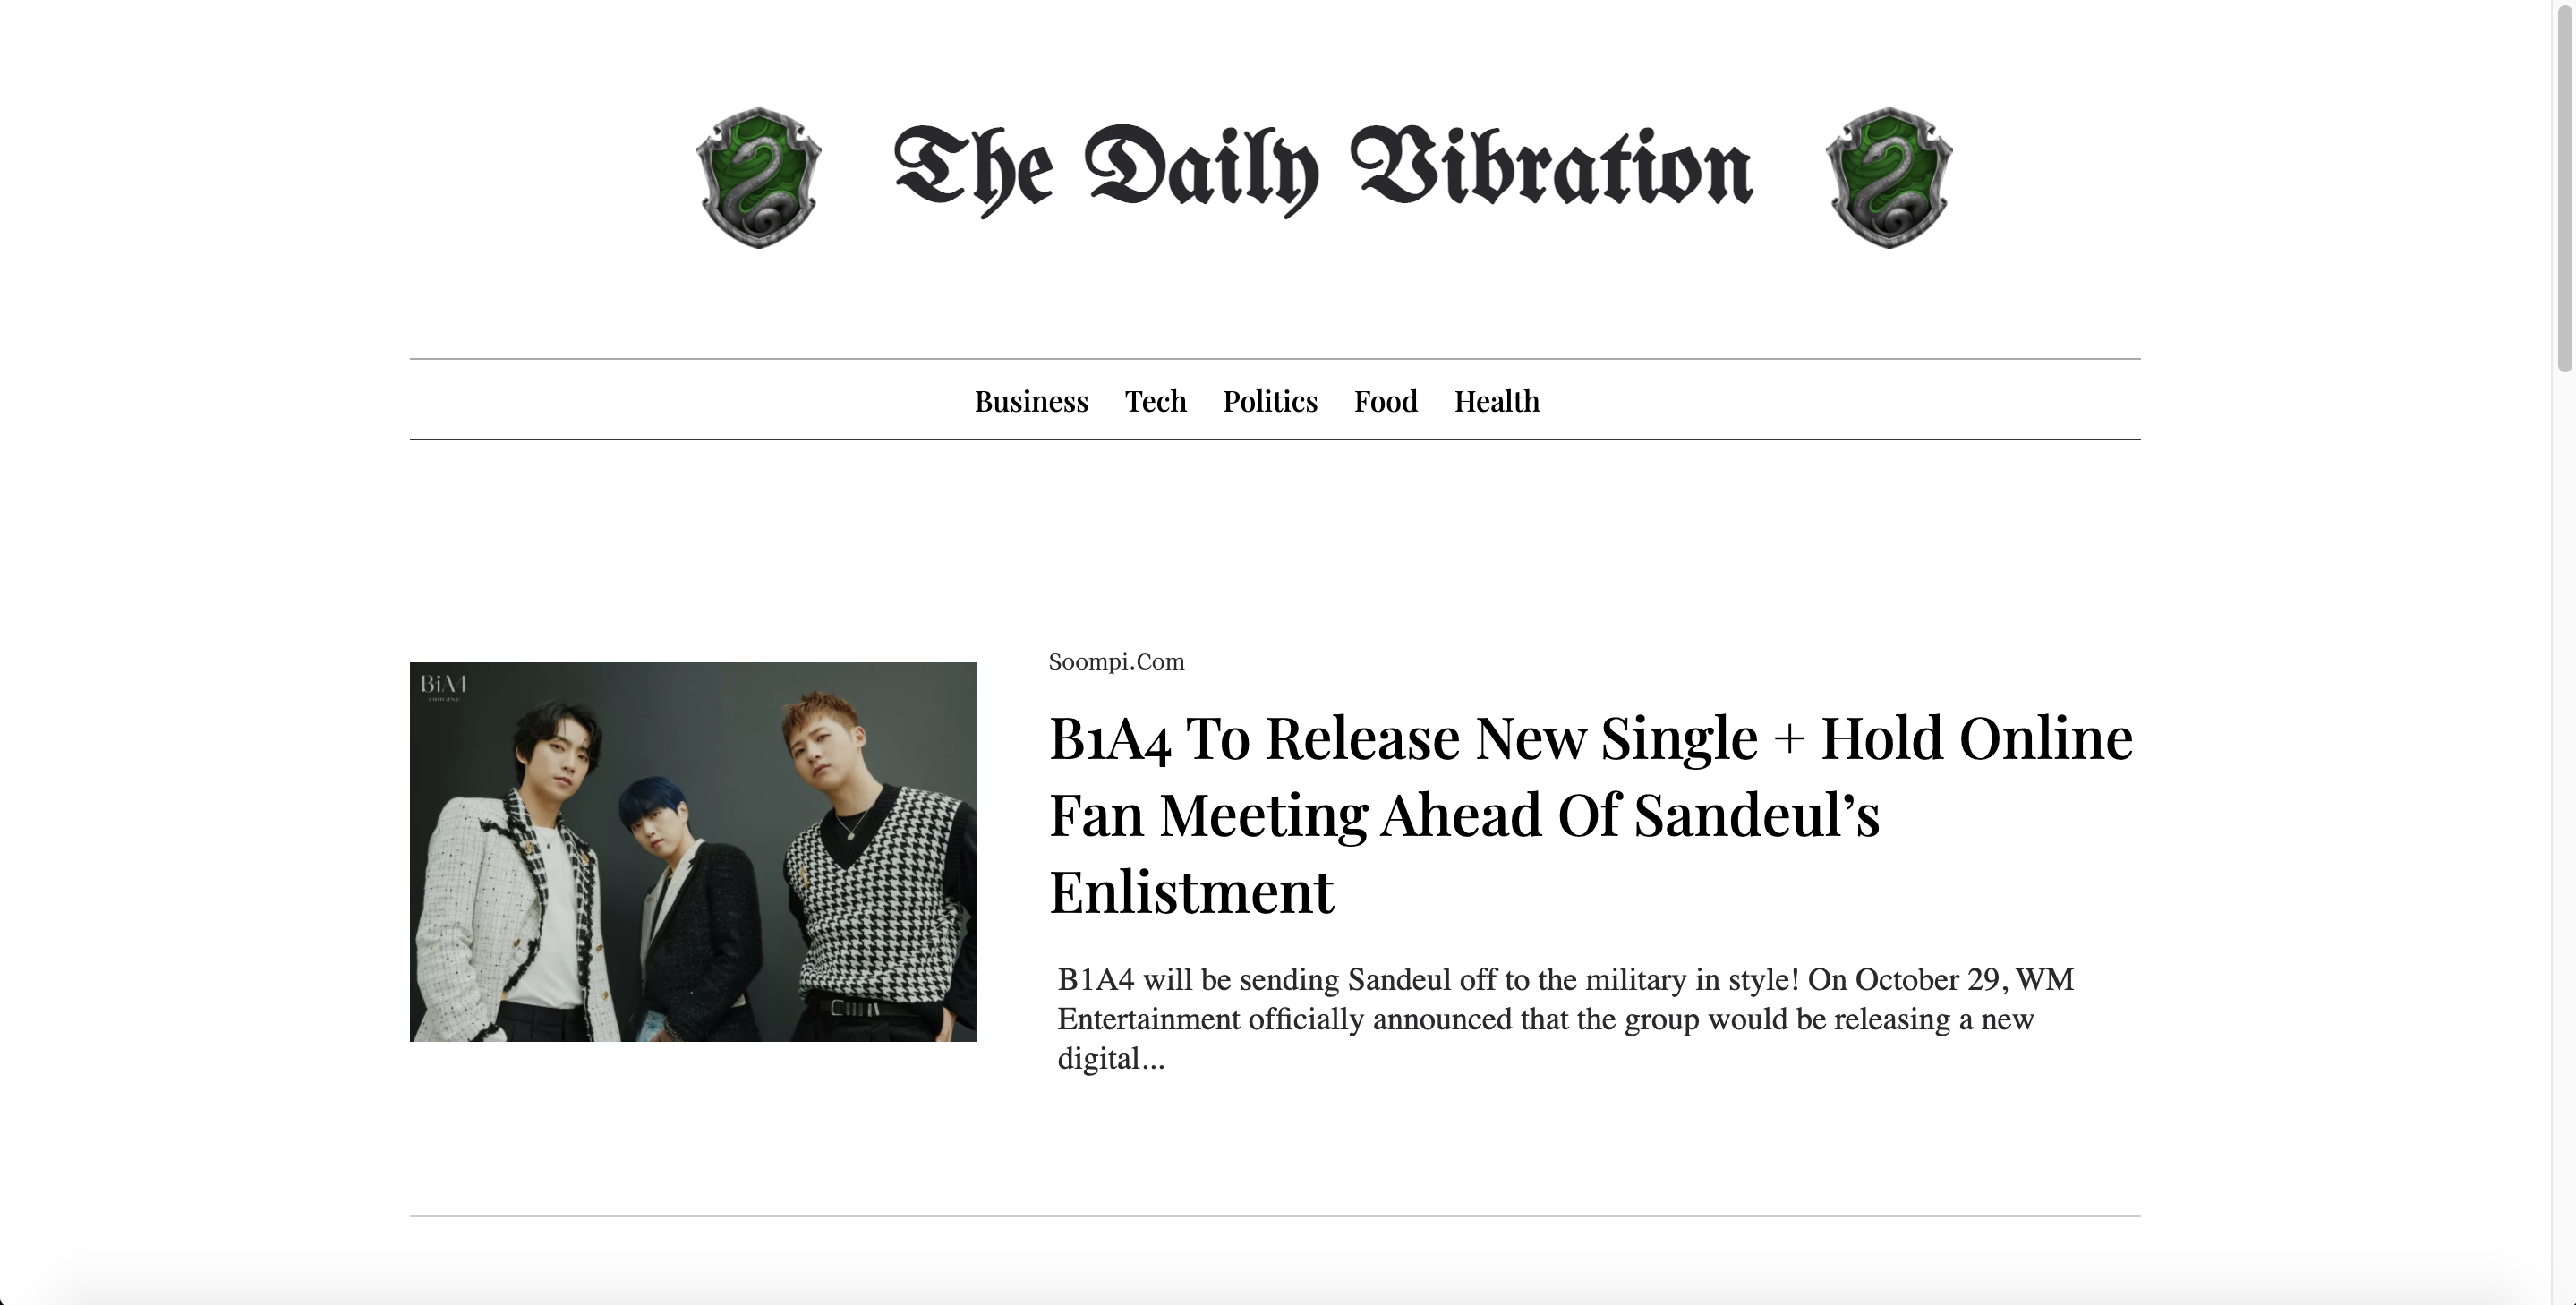 The Daily Vibration
Business Tech Politics Food Health
Soompi.Com
BiA4
B1A4 To Release New Single + Hold Online
Fan Meeting Ahead Of Sandeul’s
Enlistment
B1A4 will be sending Sandeul off to the military in style! On October 29, WM
Entertainment officially announced that the group would be releasing a new
digital...